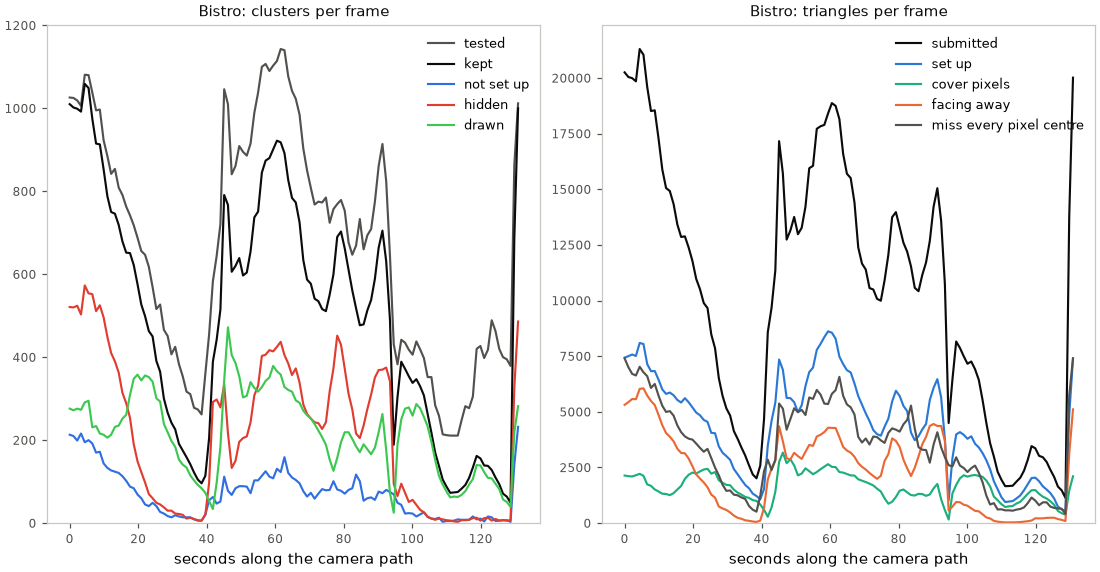 Bistro: clusters per frame
1200
1000
800
600
400
200
0
0
20
40
60
80
100
120
seconds along the camera path
tested
kept
not set up
hidden
drawn
Bistro: triangles per frame
20000
17500
15000
12500
10000
7500
5000
2500
0
0
20
40
60
80
100
120
seconds along the camera path
submitted
set up
cover pixels
facing away
miss every pixel centre